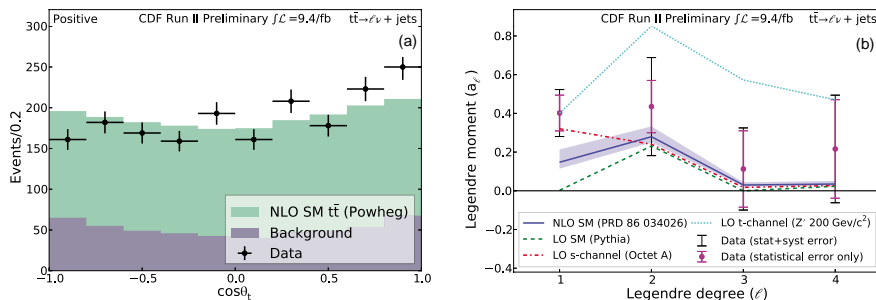 CDF Run II Preliminary ∫ℒ=9.4/fb tt̄→ℓν + jets
Positive
(a)
Events/0.2
300
250
200
150
100
50
0
NLO SM tt̄ (Powheg)
Background
Data
−1.0 −0.5 0.0 0.5 1.0
cosθt
CDF Run II Preliminary ∫ℒ=9.4/fb tt̄→ℓν + jets
(b)
Legendre moment (aℓ)
0.8
0.6
0.4
0.2
0.0
−0.2
−0.4
NLO SM (PRD 86 034026)
LO SM (Pythia)
LO s-channel (Octet A)
LO t-channel (Z' 200 Gev/c²)
Data (stat+syst error)
Data (statistical error only)
1 2 3 4
Legendre degree (ℓ)